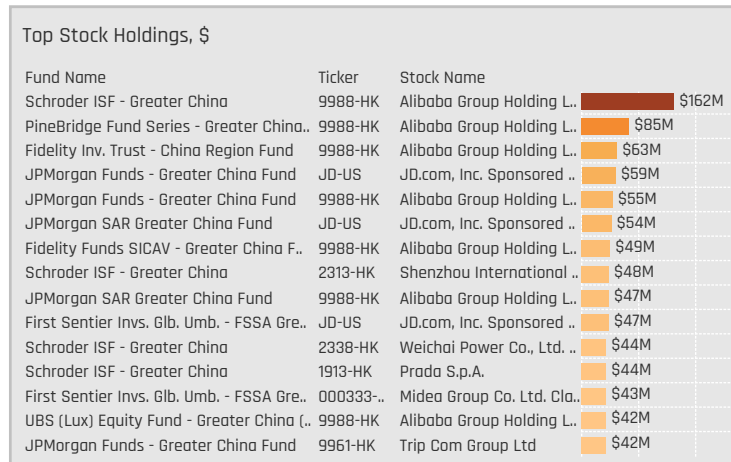 Top Stock Holdings, $
Fund Name Ticker Stock Name
Schroder ISF - Greater China 9988-HK Alibaba Group Holding L.. $162M
PineBridge Fund Series - Greater China.. 9988-HK Alibaba Group Holding L.. $85M
Fidelity Inv. Trust - China Region Fund 9988-HK Alibaba Group Holding L.. $63M
JPMorgan Funds - Greater China Fund JD-US JD.com, Inc. Sponsored .. $59M
JPMorgan Funds - Greater China Fund 9988-HK Alibaba Group Holding L.. $55M
JPMorgan SAR Greater China Fund JD-US JD.com, Inc. Sponsored .. $54M
Fidelity Funds SICAV - Greater China F.. 9988-HK Alibaba Group Holding L.. $49M
Schroder ISF - Greater China 2313-HK Shenzhou International .. $48M
JPMorgan SAR Greater China Fund 9988-HK Alibaba Group Holding L.. $47M
First Sentier Invs. Glb. Umb. - FSSA Gre.. JD-US JD.com, Inc. Sponsored .. $47M
Schroder ISF - Greater China 2338-HK Weichai Power Co., Ltd. .. $44M
Schroder ISF - Greater China 1913-HK Prada S.p.A. $44M
First Sentier Invs. Glb. Umb. - FSSA Gre.. 000333-.. Midea Group Co. Ltd. Cla.. $43M
UBS (Lux) Equity Fund - Greater China (.. 9988-HK Alibaba Group Holding L.. $42M
JPMorgan Funds - Greater China Fund 9961-HK Trip Com Group Ltd $42M